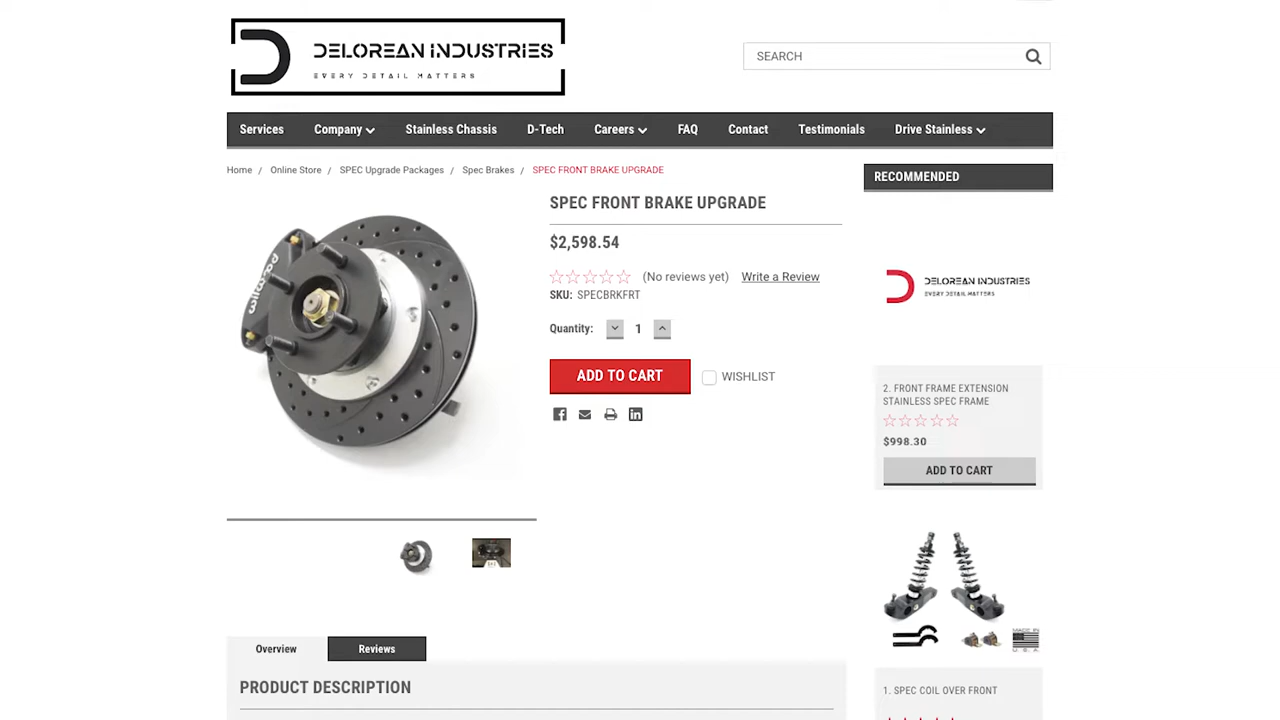 DELOREAN INDUSTRIES
EVERY DETAIL MATTERS
SEARCH
Services Company Stainless Chassis D-Tech Careers FAQ Contact Testimonials Drive Stainless
Home / Online Store / SPEC Upgrade Packages / Spec Brakes / SPEC FRONT BRAKE UPGRADE
wilwood
SPEC FRONT BRAKE UPGRADE
$2,598.54
(No reviews yet) Write a Review
SKU: SPECBRKFRT
Quantity: 1
ADD TO CART WISHLIST
Overview Reviews
PRODUCT DESCRIPTION
RECOMMENDED
DELOREAN INDUSTRIES
EVERY DETAIL MATTERS
2. FRONT FRAME EXTENSION
STAINLESS SPEC FRAME
$998.30
ADD TO CART
MADE IN
U.S.A.
1. SPEC COIL OVER FRONT